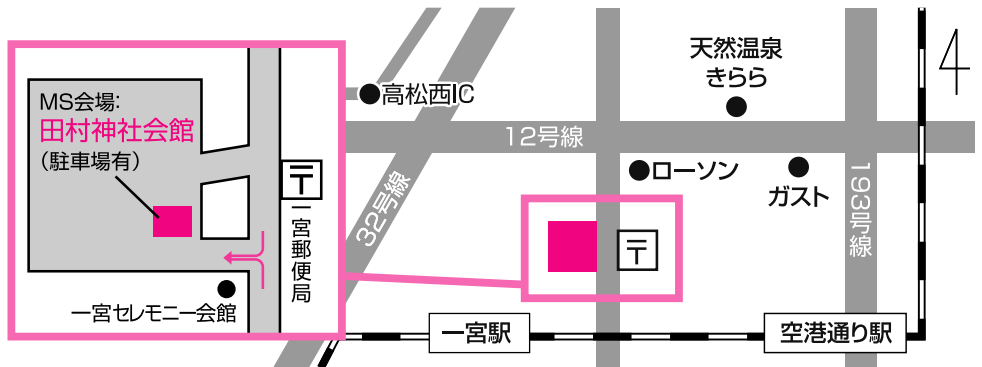 MS会場:
田村神社会館
（駐車場有）
〒
一宮郵便局
一宮セレモニー会館
高松西IC
32号線
12号線
天然温泉
きらら
ローソン
ガスト
193号線
〒
一宮駅
空港通り駅